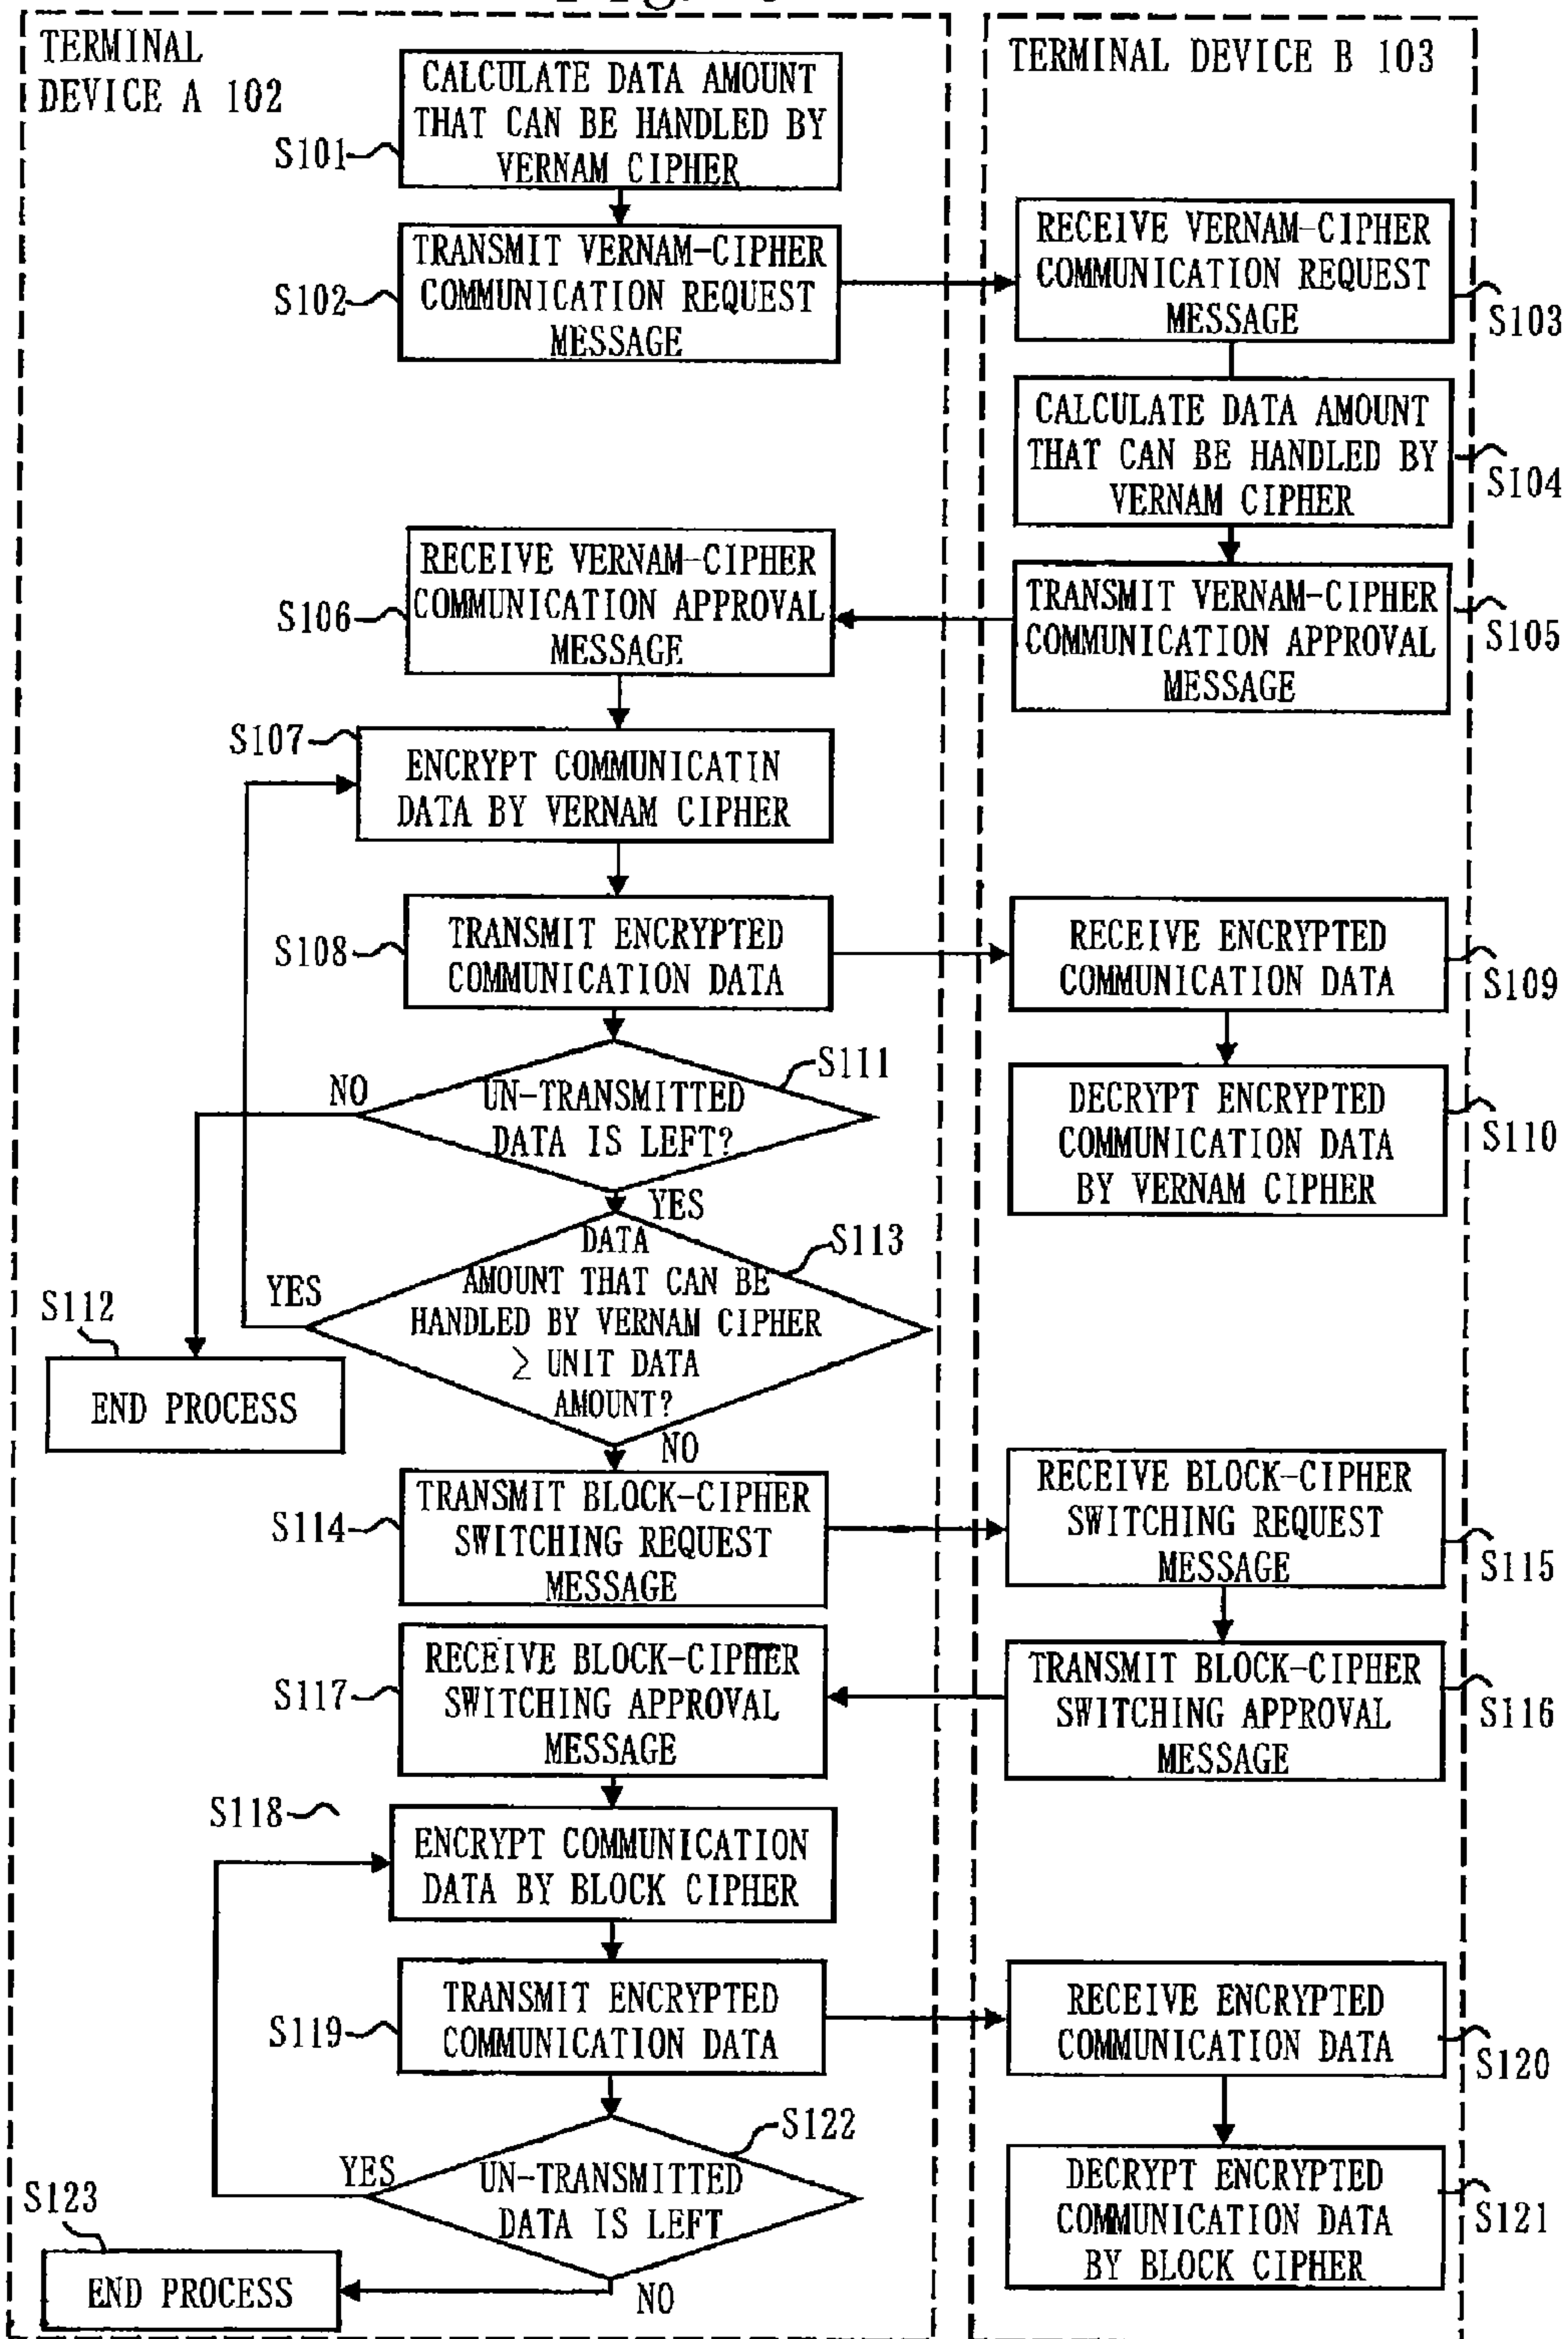 TERMINAL
DEVICE A 102
TERMINAL DEVICE B 103
CALCULATE DATA AMOUNT
THAT CAN BE HANDLED BY
VERNAM CIPHER
S101
TRANSMIT VERNAM-CIPHER
COMMUNICATION REQUEST
MESSAGE
S102
RECEIVE VERNAM-CIPHER
COMMUNICATION REQUEST
MESSAGE
S103
CALCULATE DATA AMOUNT
THAT CAN BE HANDLED BY
VERNAM CIPHER
S104
RECEIVE VERNAM-CIPHER
COMMUNICATION APPROVAL
MESSAGE
S106
TRANSMIT VERNAM-CIPHER
COMMUNICATION APPROVAL
MESSAGE
S105
S107
ENCRYPT COMMUNICATIN
DATA BY VERNAM CIPHER
S108
TRANSMIT ENCRYPTED
COMMUNICATION DATA
RECEIVE ENCRYPTED
COMMUNICATION DATA
S109
S111
NO
UN-TRANSMITTED
DATA IS LEFT?
YES
DECRYPT ENCRYPTED
COMMUNICATION DATA
BY VERNAM CIPHER
S110
S113
DATA
AMOUNT THAT CAN BE
HANDLED BY VERNAM CIPHER
≥ UNIT DATA
AMOUNT?
YES
NO
S112
END PROCESS
TRANSMIT BLOCK-CIPHER
SWITCHING REQUEST
MESSAGE
S114
RECEIVE BLOCK-CIPHER
SWITCHING REQUEST
MESSAGE
S115
RECEIVE BLOCK-CIPHER
SWITCHING APPROVAL
MESSAGE
S117
TRANSMIT BLOCK-CIPHER
SWITCHING APPROVAL
MESSAGE
S116
S118
ENCRYPT COMMUNICATION
DATA BY BLOCK CIPHER
TRANSMIT ENCRYPTED
COMMUNICATION DATA
S119
RECEIVE ENCRYPTED
COMMUNICATION DATA
S120
S122
YES
UN-TRANSMITTED
DATA IS LEFT
NO
DECRYPT ENCRYPTED
COMMUNICATION DATA
BY BLOCK CIPHER
S121
S123
END PROCESS